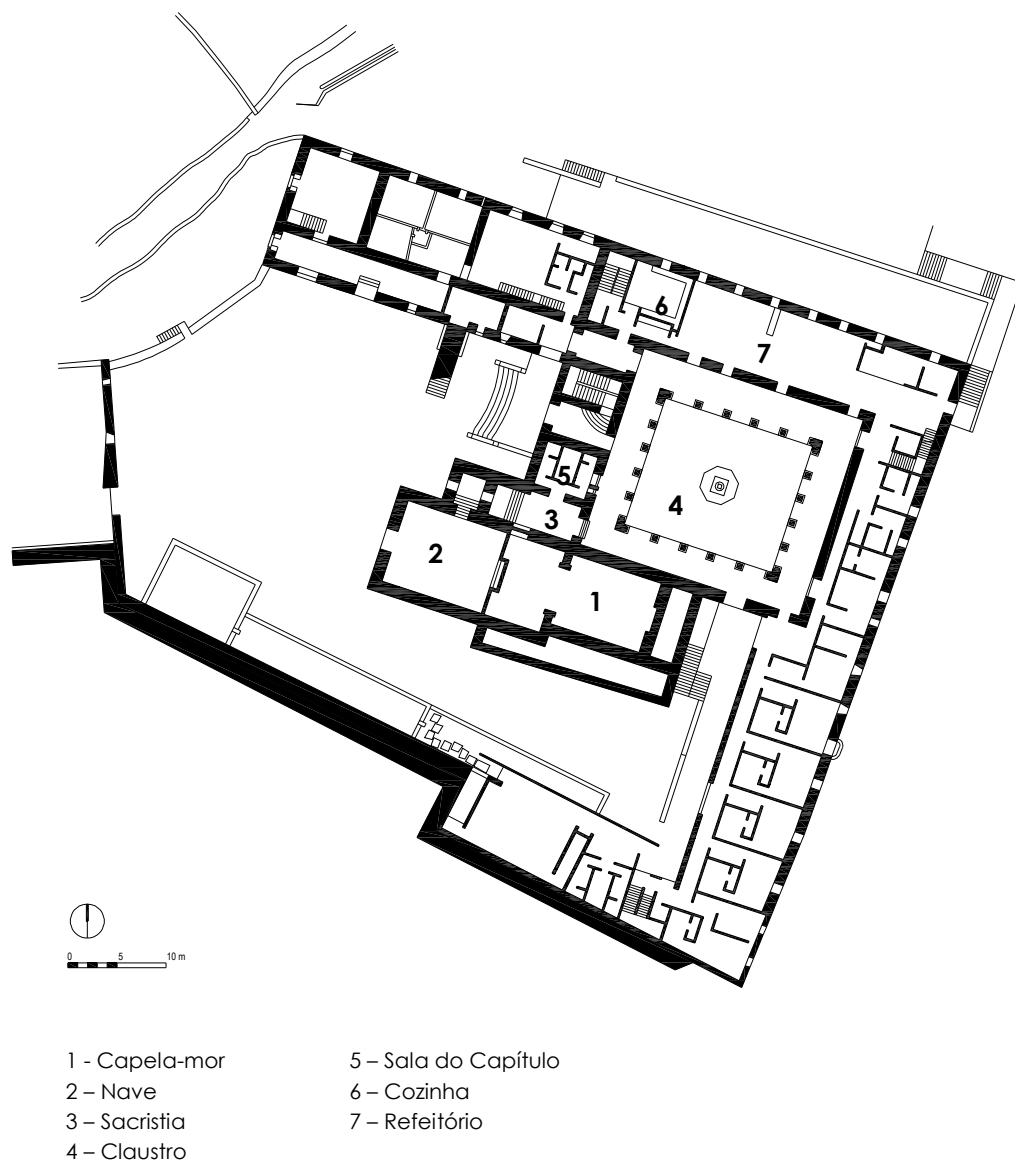 6
7
5
4
3
2
1
0 5 10 m
1 - Capela-mor
2 – Nave
3 – Sacristia
4 – Claustro
5 – Sala do Capítulo
6 – Cozinha
7 – Refeitório